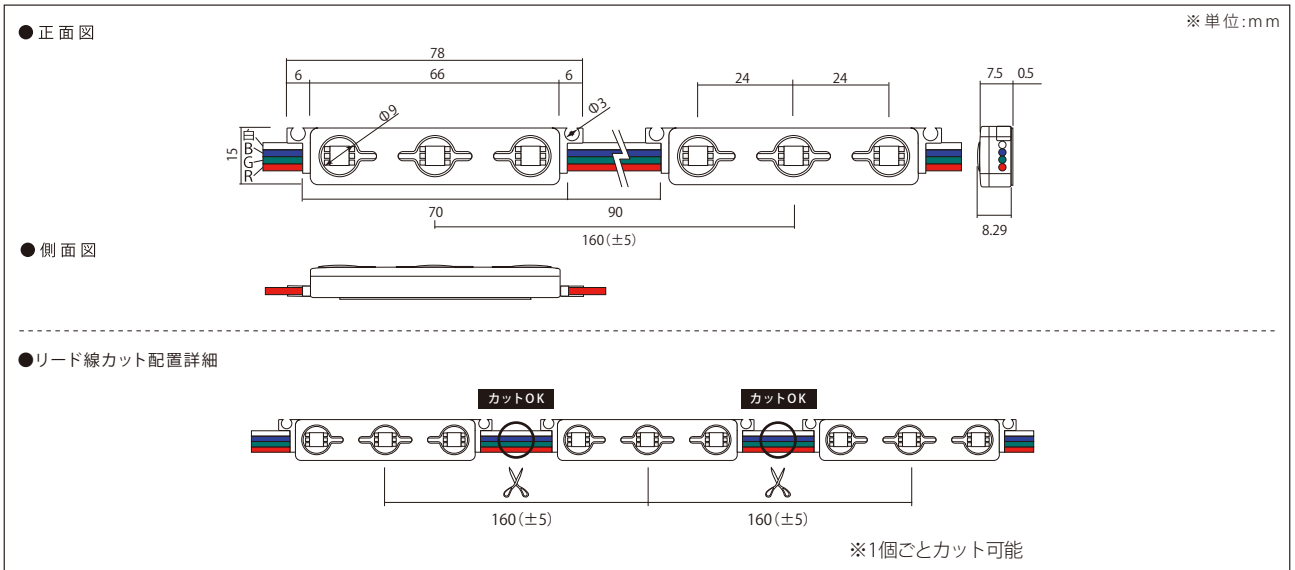 ●正面図
※単位:mm
78
6 66 6
24 24
7.5 0.5
Φ9
Φ3
白
B
G
R
15
70 90
160(±5)
8.29
●側面図
●リード線カット配置詳細
カットOK カットOK
160(±5) 160(±5)
※1個ごとカット可能